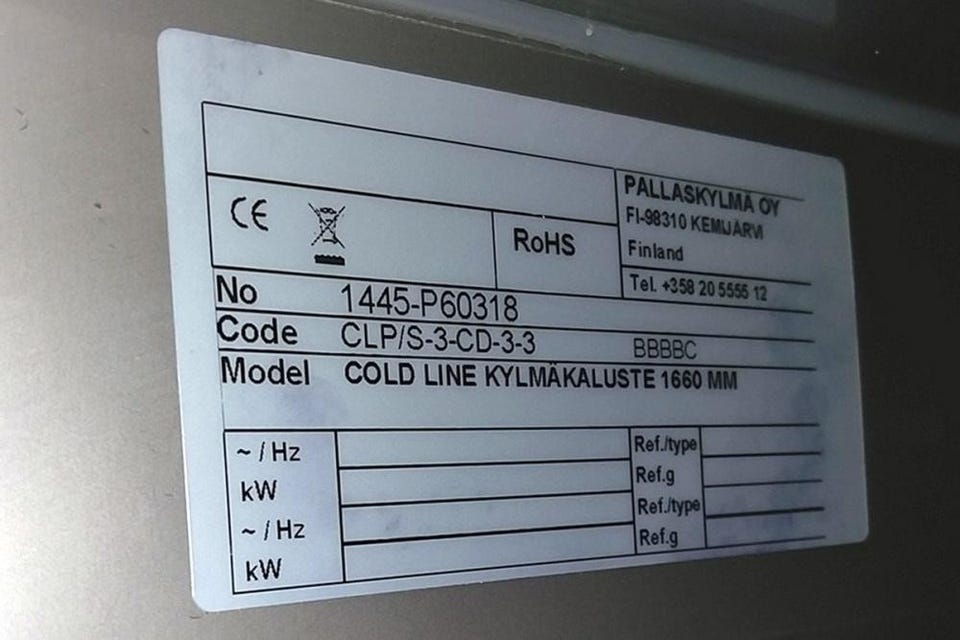 PALLASKYLMÄ OY
FI-98310 KEMIJÄRVI
CE
RoHS
Finland
Tel. +358 20 5555 12
No 1445-P60318
Code CLP/S-3-CD-3-3 BBBBC
Model COLD LINE KYLMÄKALUSTE 1660 MM
~ / Hz Ref./type
kW Ref.g
~ / Hz Ref./type
kW Ref.g